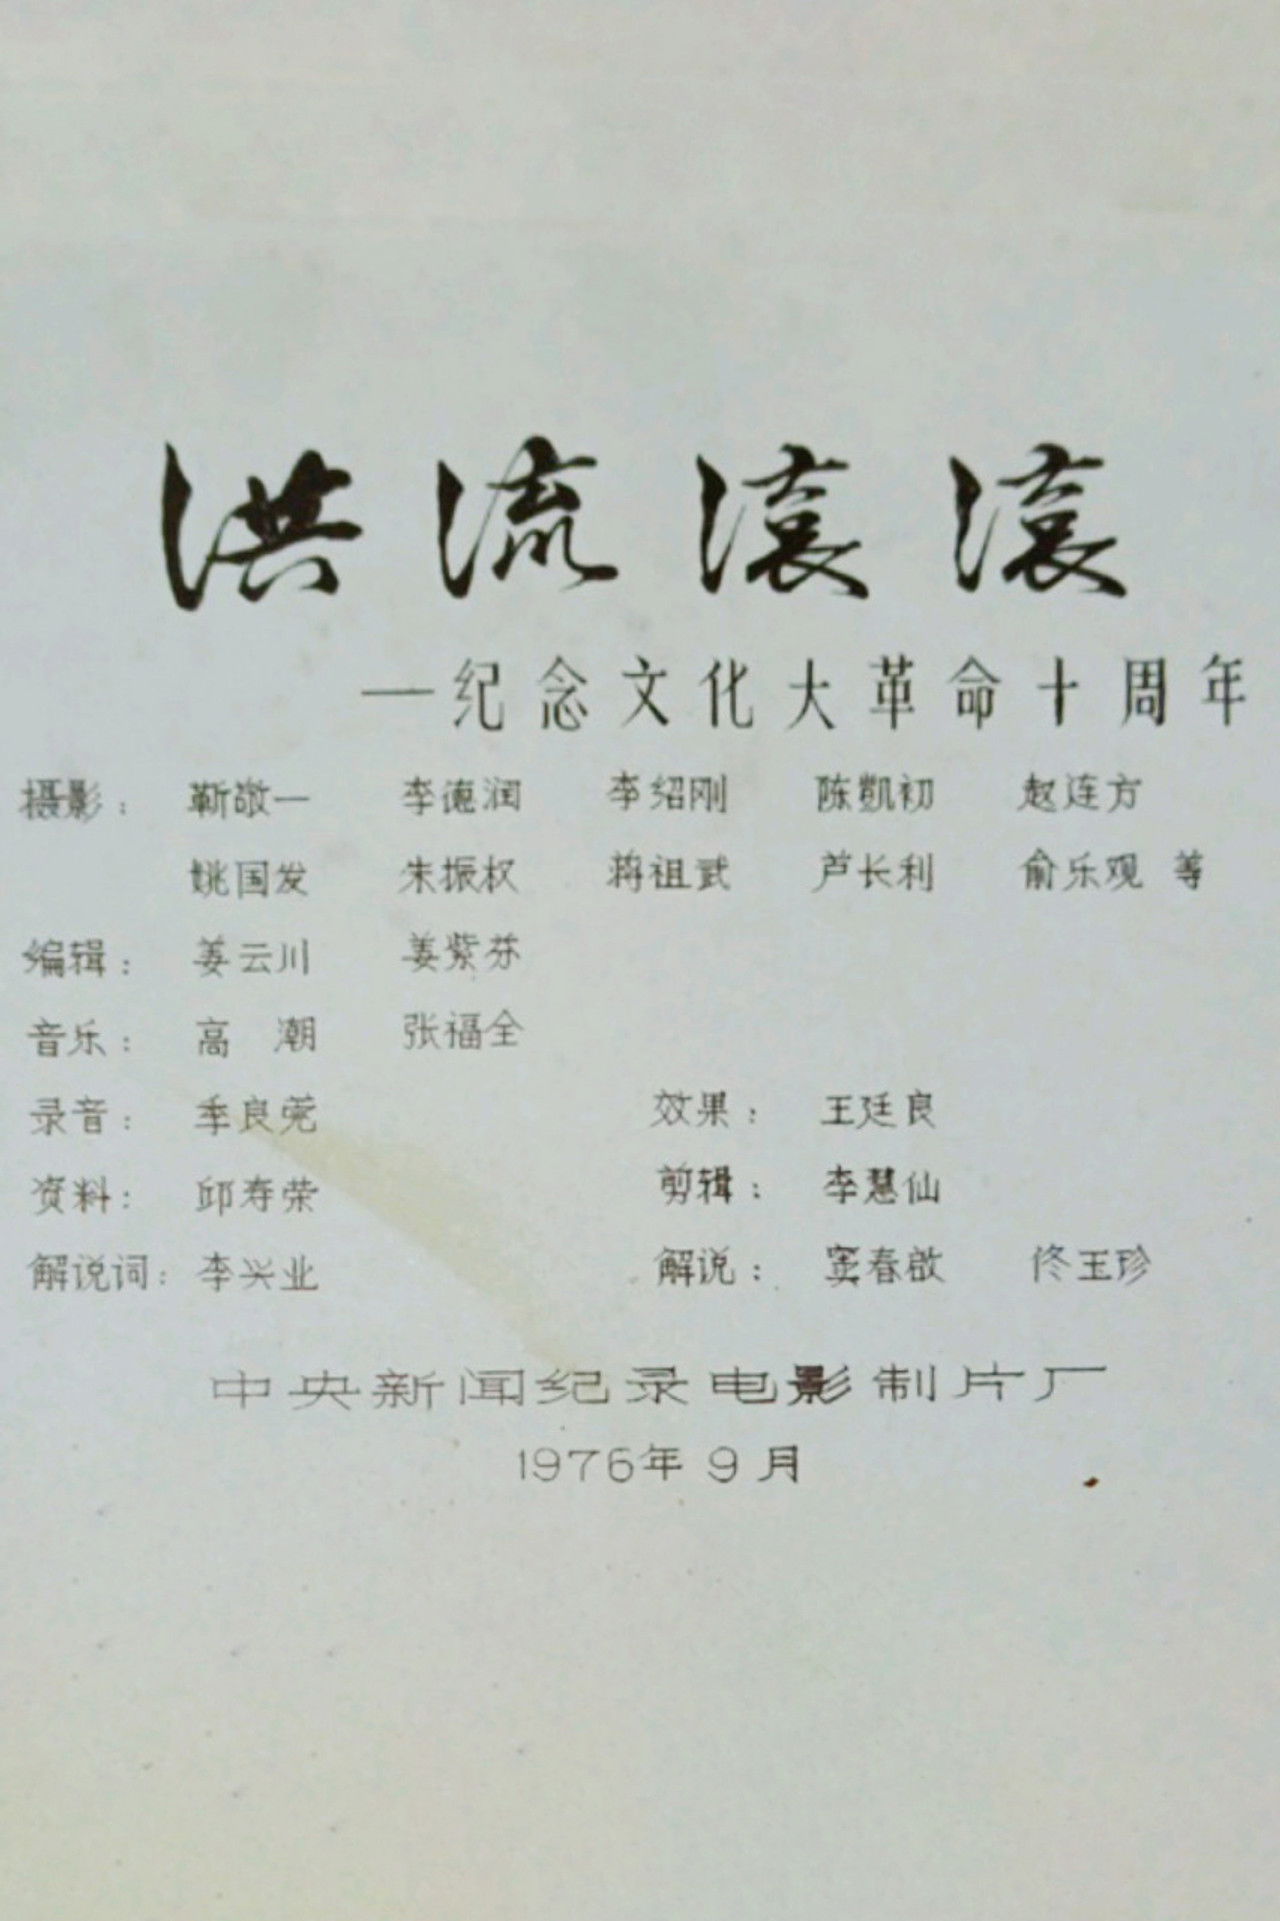 洪流滚滚
—纪念文化大革命十周年
摄影： 靳敬一 李德润 李绍刚 陈凯初 赵连方
姚国发 朱振权 蒋祖武 芦长利 俞乐观 等
编辑： 姜云川 姜紫芬
音乐： 高 潮 张福全
录音： 季良 效果： 王廷良
资料： 邱寿荣 剪辑： 李慧仙
解说词： 李兴业 解说： 窦春啟 佟玉珍
中央新闻纪录电影制片厂
1976年9月